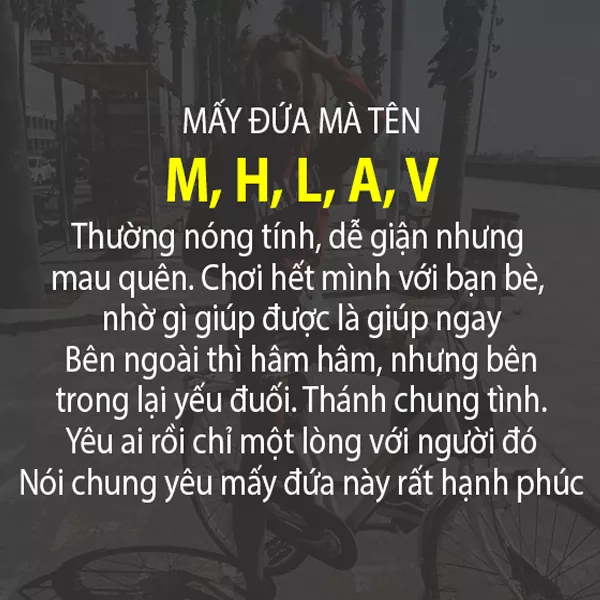 MẤY ĐỨA MÀ TÊN
M, H, L, A, V
Thường nóng tính, dễ giận nhưng
mau quên. Chơi hết mình với bạn bè,
nhờ gì giúp được là giúp ngay
Bên ngoài thì hâm hâm, nhưng bên
trong lại yếu đuối. Thánh chung tình.
Yêu ai rồi chỉ một lòng với người đó
Nói chung yêu mấy đứa này rất hạnh phúc